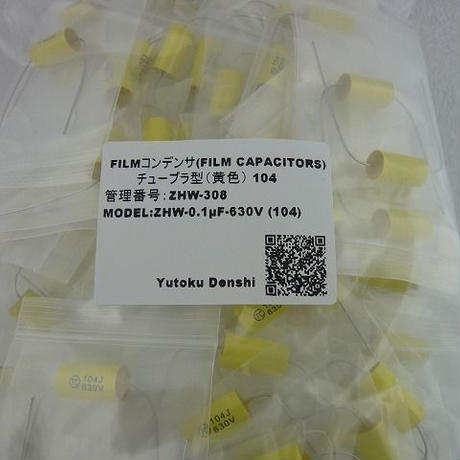 FILMコンデンサ(FILM CAPACITORS)
チューブラ型(黄色) 104
管理番号:ZHW-308
MODEL:ZHW-0.1μF-630V (104)
Yutoku Denshi
104J
630V
104J
630V